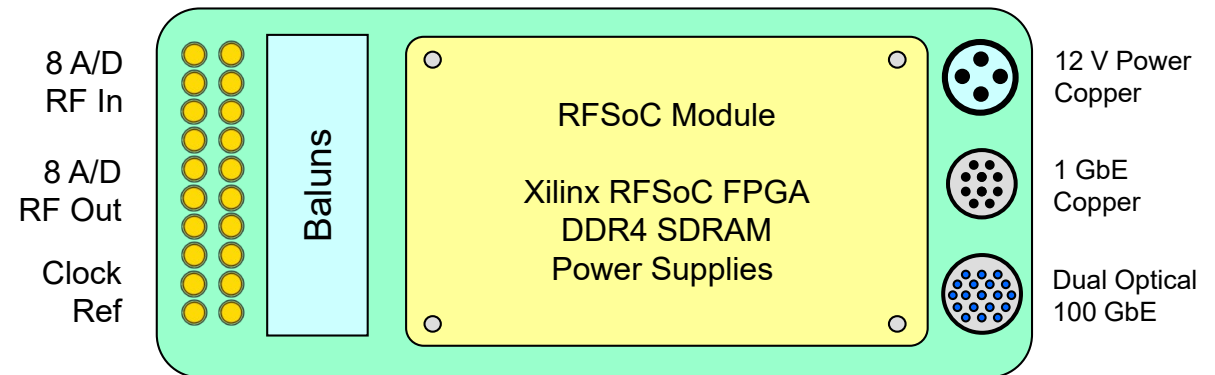 8 A/D
RF In
8 A/D
RF Out
Clock
Ref
Baluns
RFSoC Module
Xilinx RFSoC FPGA
DDR4 SDRAM
Power Supplies
12 V Power
Copper
1 GbE
Copper
Dual Optical
100 GbE